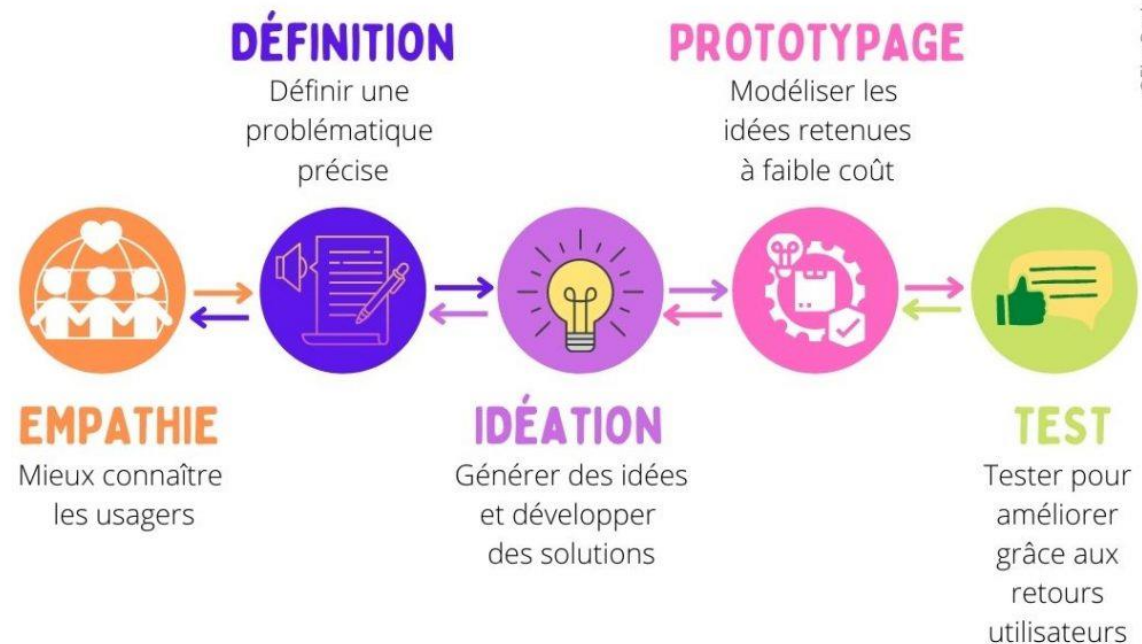 DÉFINITION
Définir une
problématique
précise
PROTOTYPAGE
Modéliser les
idées retenues
à faible coût
EMPATHIE
Mieux connaître
les usagers
IDÉATION
Générer des idées
et développer
des solutions
TEST
Tester pour
améliorer
grâce aux
retours
utilisateurs